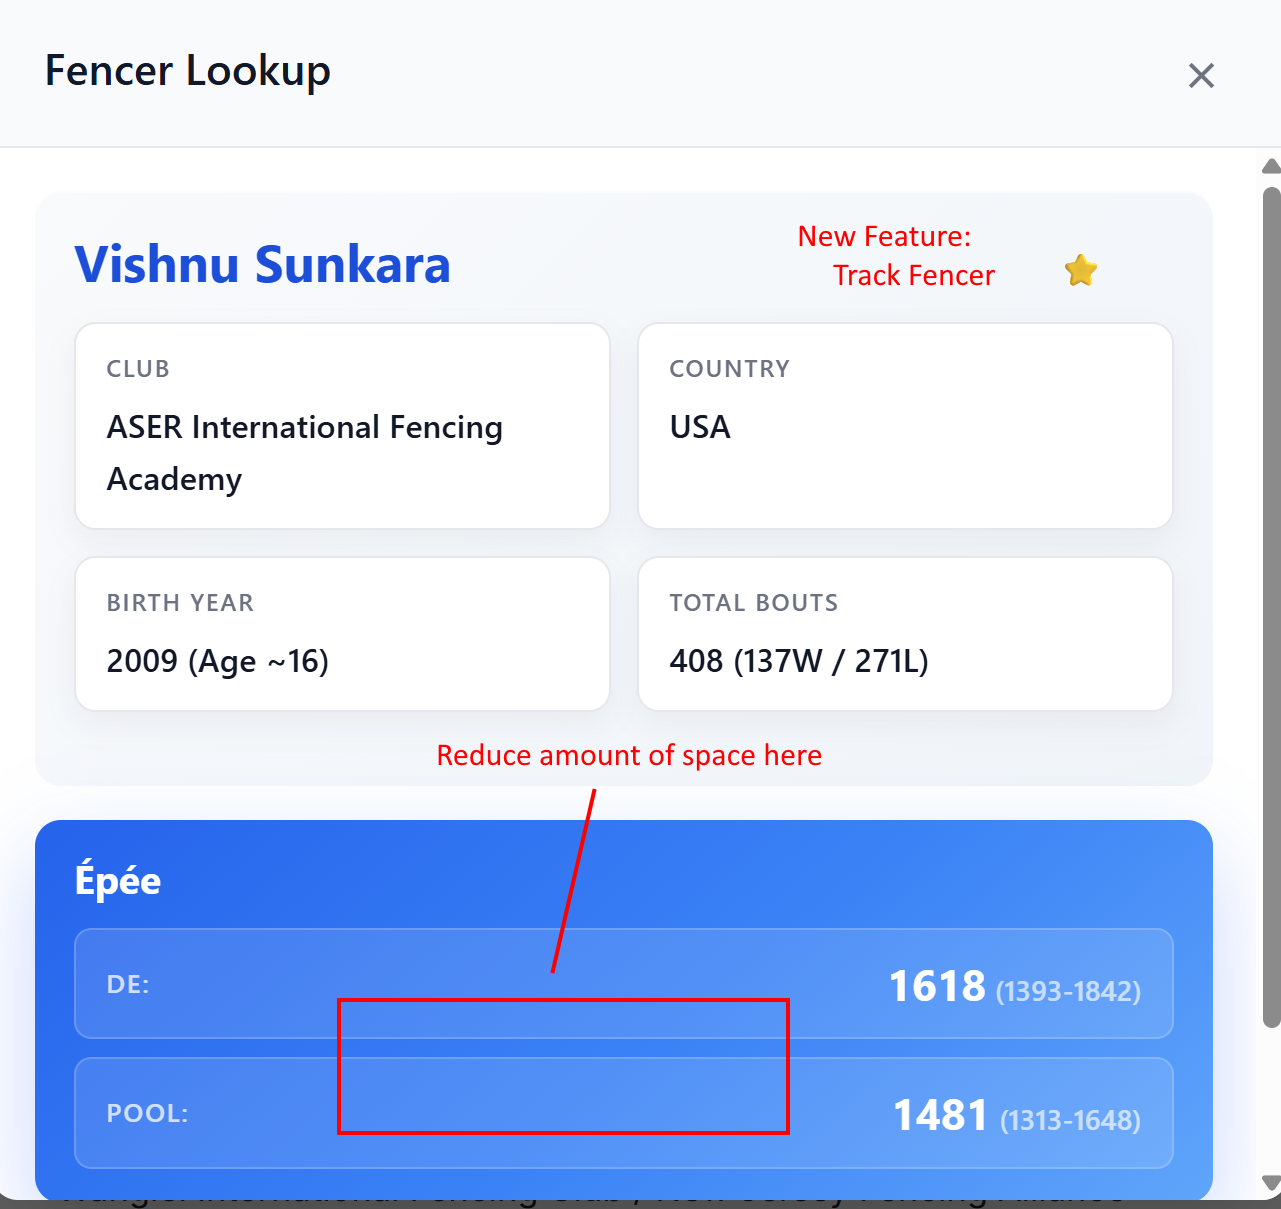 Fencer Lookup
Vishnu Sunkara
New Feature:
Track Fencer
CLUB
ASER International Fencing
Academy
COUNTRY
USA
BIRTH YEAR
2009 (Age ~16)
TOTAL BOUTS
408 (137W / 271L)
Reduce amount of space here
Épée
DE:
1618 (1393-1842)
POOL:
1481 (1313-1648)